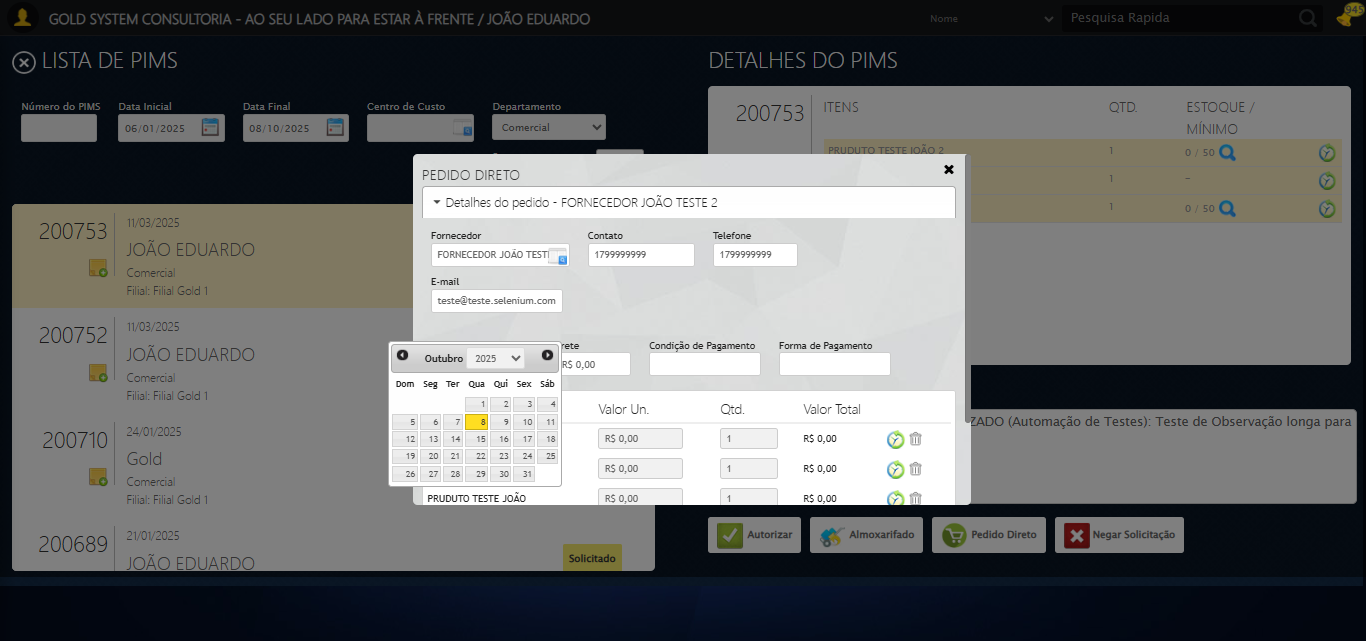 GOLD SYSTEM CONSULTORIA - AO SEU LADO PARA ESTAR À FRENTE / JOÃO EDUARDO
Nome
Pesquisa Rapida
945
LISTA DE PIMS
Número do PIMS
Data Inicial
Data Final
Centro de Custo
Departamento
06/01/2025
08/10/2025
Comercial
200753
11/03/2025
JOÃO EDUARDO
Comercial
Filial: Filial Gold 1
200752
11/03/2025
JOÃO EDUARDO
Comercial
Filial: Filial Gold 1
200710
24/01/2025
Gold
Comercial
Filial: Filial Gold 1
200689
21/01/2025
JOÃO EDUARDO
Solicitado
DETALHES DO PIMS
200753
ITENS
QTD.
ESTOQUE /
MÍNIMO
PRUDUTO TESTE JOÃO 2
1
0 / 50
1
-
1
0 / 50
ZADO (Automação de Testes): Teste de Observação longa para
Autorizar
Almoxarifado
Pedido Direto
Negar Solicitação
PEDIDO DIRETO
Detalhes do pedido - FORNECEDOR JOÃO TESTE 2
Fornecedor
Contato
Telefone
FORNECEDOR JOÃO TEST
1799999999
1799999999
E-mail
teste@teste.selenium.com
rete
Condição de Pagamento
Forma de Pagamento
R$ 0,00
Outubro 2025
Dom Seg Ter Qua Qui Sex Sáb
1 2 3 4
5 6 7 8 9 10 11
12 13 14 15 16 17 18
19 20 21 22 23 24 25
26 27 28 29 30 31
Valor Un.
Qtd.
Valor Total
R$ 0,00
1
R$ 0,00
R$ 0,00
1
R$ 0,00
PRUDUTO TESTE JOÃO
R$ 0,00
1
R$ 0,00